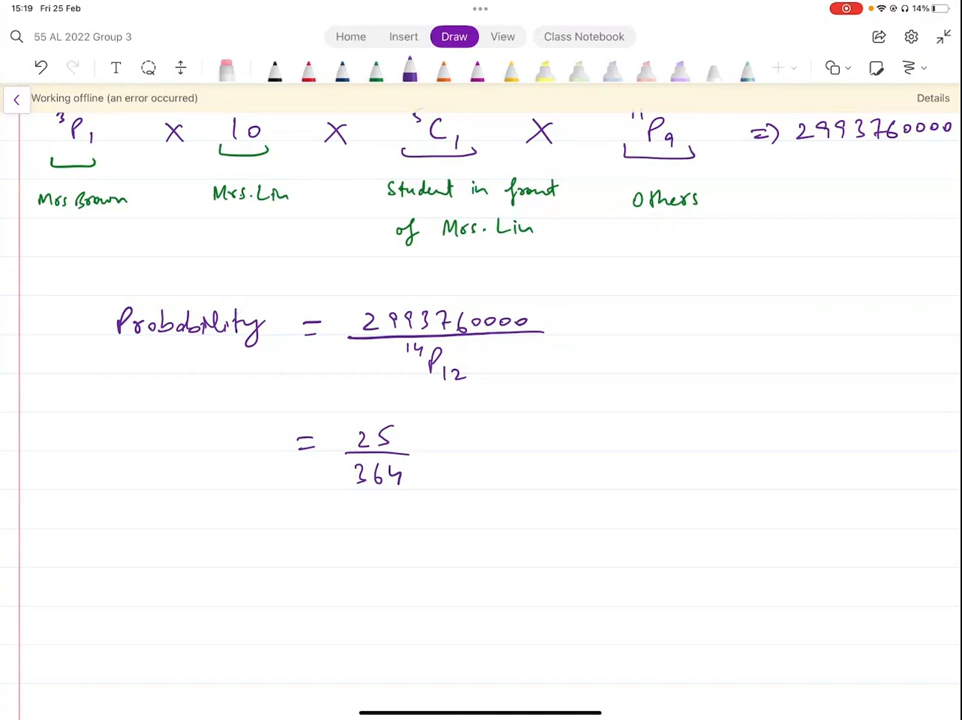 15:19 Fri 25 Feb 14%
55 AL 2022 Group 3 Home Insert Draw View Class Notebook
Working offline (an error occurred) Details
³P₁ X 10 X ⁵C₁ X ¹¹P₉ => 2993760000
Mrs Brown Mrs. Lin Student in front of Mrs. Lin Others
Probability = 2993760000 / ¹⁴P₁₂
= 25 / 364